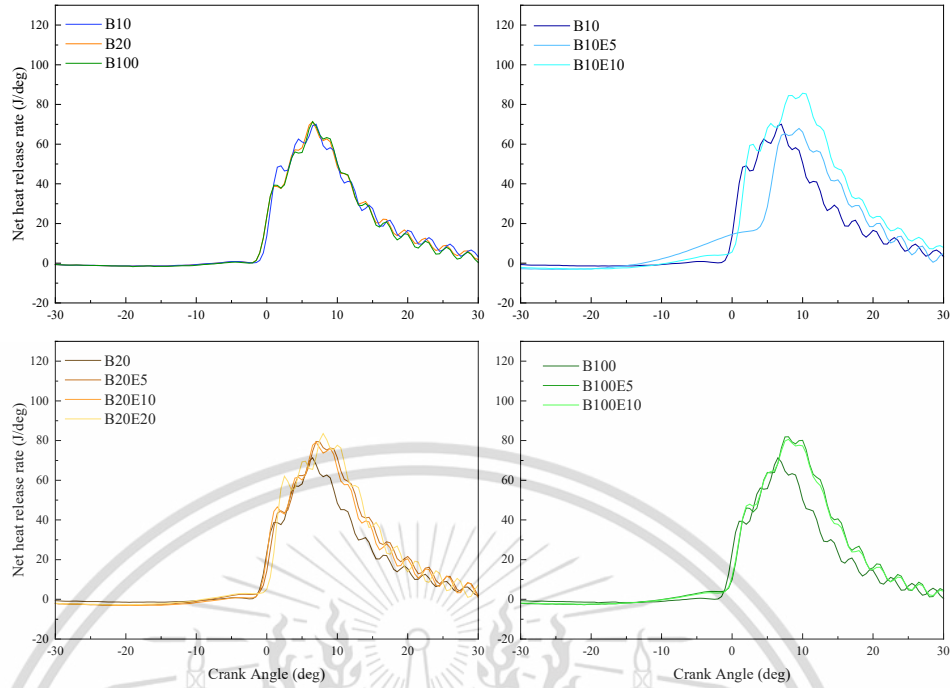 B10
B20
B100
Net heat release rate (J/deg)
120
100
80
60
40
20
0
-20
-30 -20 -10 0 10 20 30
B10
B10E5
B10E10
120
100
80
60
40
20
0
-20
-30 -20 -10 0 10 20 30
B20
B20E5
B20E10
B20E20
Net heat release rate (J/deg)
120
100
80
60
40
20
0
-20
-30 -20 -10 0 10 20 30
Crank Angle (deg)
B100
B100E5
B100E10
120
100
80
60
40
20
0
-20
-30 -20 -10 0 10 20 30
Crank Angle (deg)